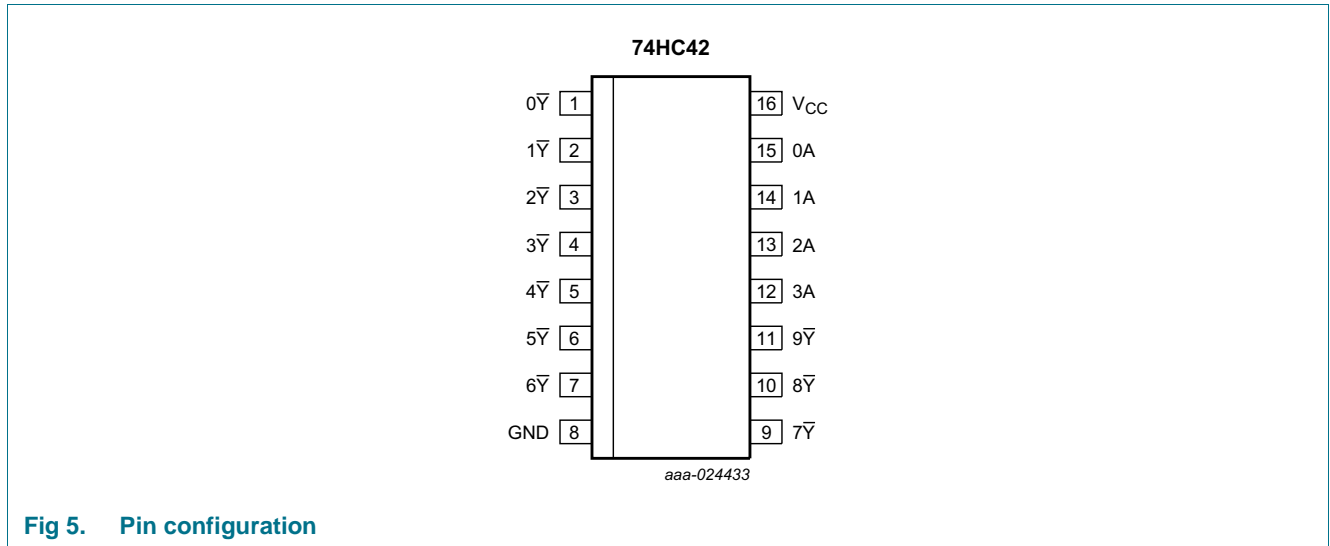 74HC42
0Y̅ 1 16 VCC
1Y̅ 2 15 0A
2Y̅ 3 14 1A
3Y̅ 4 13 2A
4Y̅ 5 12 3A
5Y̅ 6 11 9Y̅
6Y̅ 7 10 8Y̅
GND 8 9 7Y̅
aaa-024433
Fig 5. Pin configuration